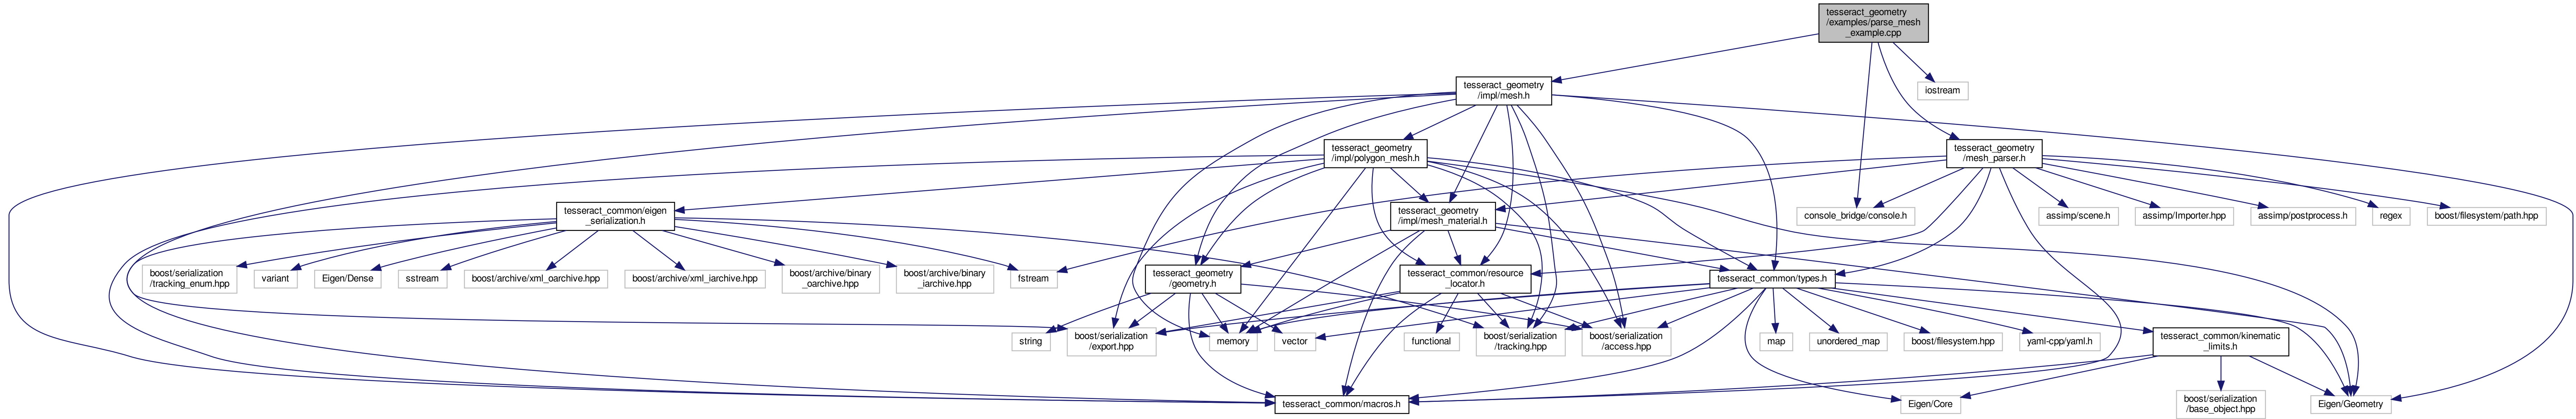 tesseract_geometry
/examples/parse_mesh
_example.cpp
tesseract_geometry
/impl/mesh.h
iostream
tesseract_geometry
/impl/polygon_mesh.h
tesseract_geometry
/mesh_parser.h
tesseract_common/eigen
_serialization.h
tesseract_geometry
/impl/mesh_material.h
console_bridge/console.h
assimp/scene.h
assimp/Importer.hpp
assimp/postprocess.h
regex
boost/filesystem/path.hpp
boost/serialization
/tracking_enum.hpp
variant
Eigen/Dense
sstream
boost/archive/xml_oarchive.hpp
boost/archive/xml_iarchive.hpp
boost/archive/binary
_oarchive.hpp
boost/archive/binary
_iarchive.hpp
fstream
tesseract_geometry
/geometry.h
tesseract_common/resource
_locator.h
tesseract_common/types.h
string
boost/serialization
/export.hpp
memory
vector
functional
boost/serialization
/tracking.hpp
boost/serialization
/access.hpp
map
unordered_map
boost/filesystem.hpp
yaml-cpp/yaml.h
tesseract_common/kinematic
_limits.h
tesseract_common/macros.h
Eigen/Core
boost/serialization
/base_object.hpp
Eigen/Geometry